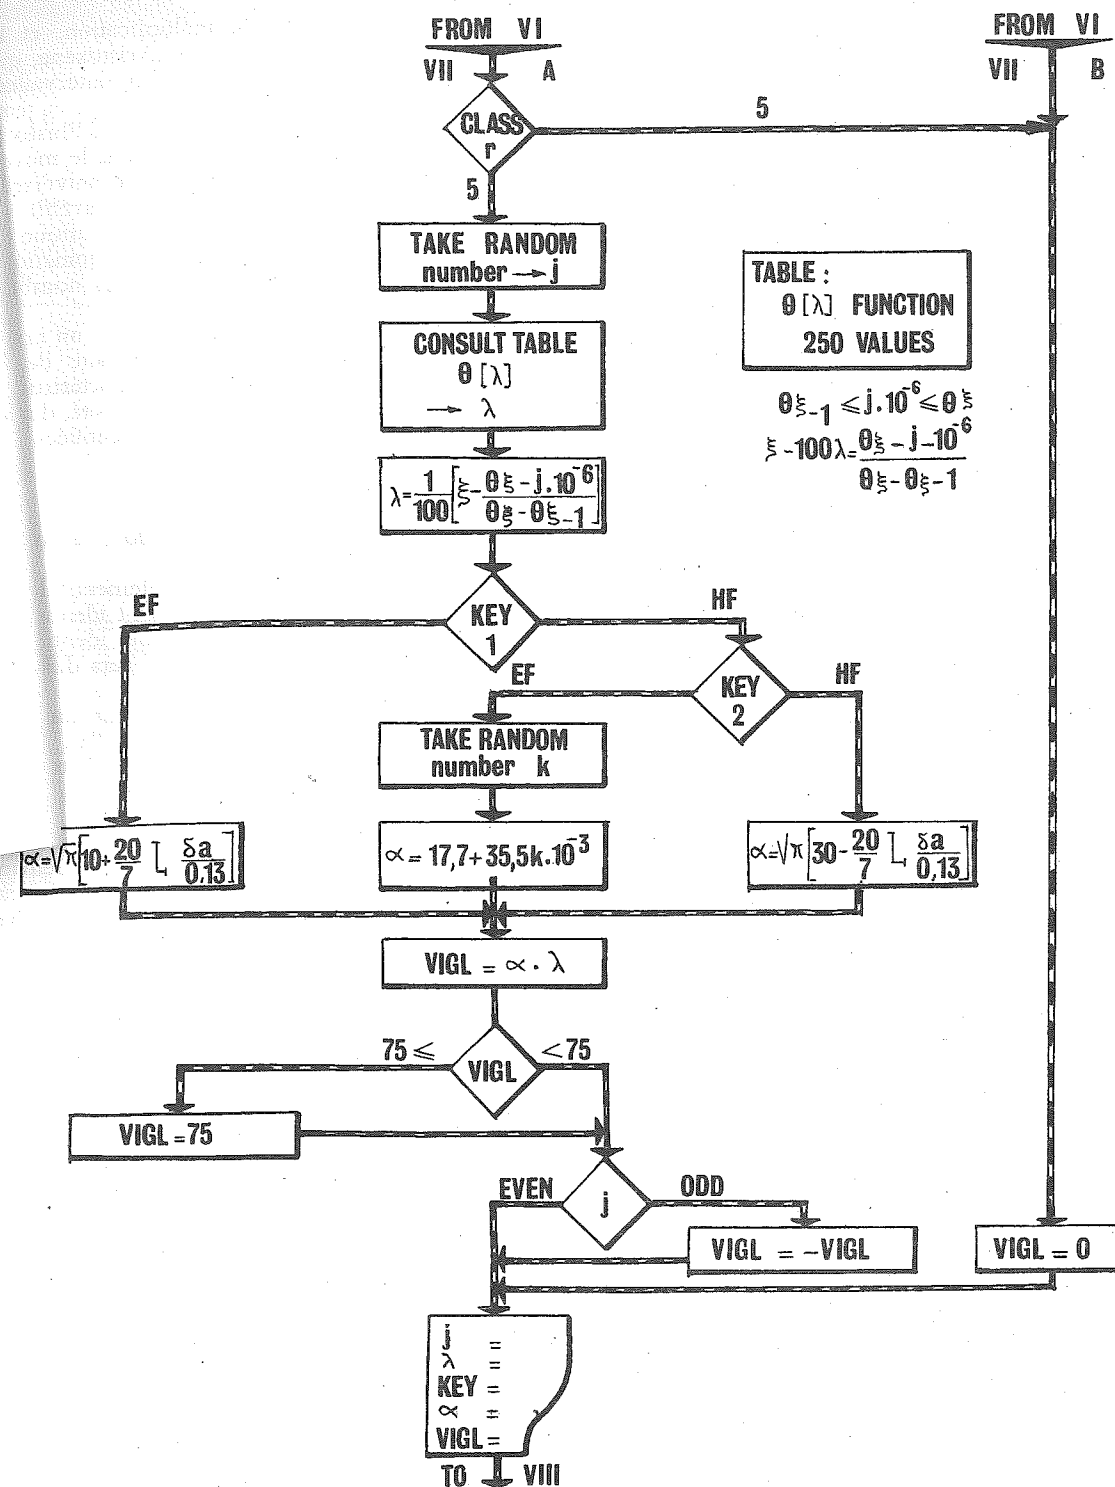 FROM VI
VII A
FROM VI
VII B
CLASS
r
5
5
TAKE RANDOM
number → j
CONSULT TABLE
θ [λ]
→ λ
TABLE :
θ [λ] FUNCTION
250 VALUES
θξ-1 ⩽ j.10^-6 ⩽ θξ
ξ - 100λ = (θξ - j - 10^-6) / (θξ - θξ - 1)
λ = 1/100 [ξ - (θξ - j.10^-6) / (θξ - θξ-1)]
KEY
1
EF
HF
KEY
2
EF
HF
TAKE RANDOM
number k
α = √π [10 + 20/7 L δa/0,13]
α = 17,7 + 35,5k.10^-3
α = √π [30 - 20/7 L δa/0,13]
VIGL = α . λ
75 ⩽
VIGL
< 75
VIGL = 75
EVEN
j
ODD
VIGL = -VIGL
VIGL = 0
j =
λ =
KEY =
α =
VIGL =
TO VIII